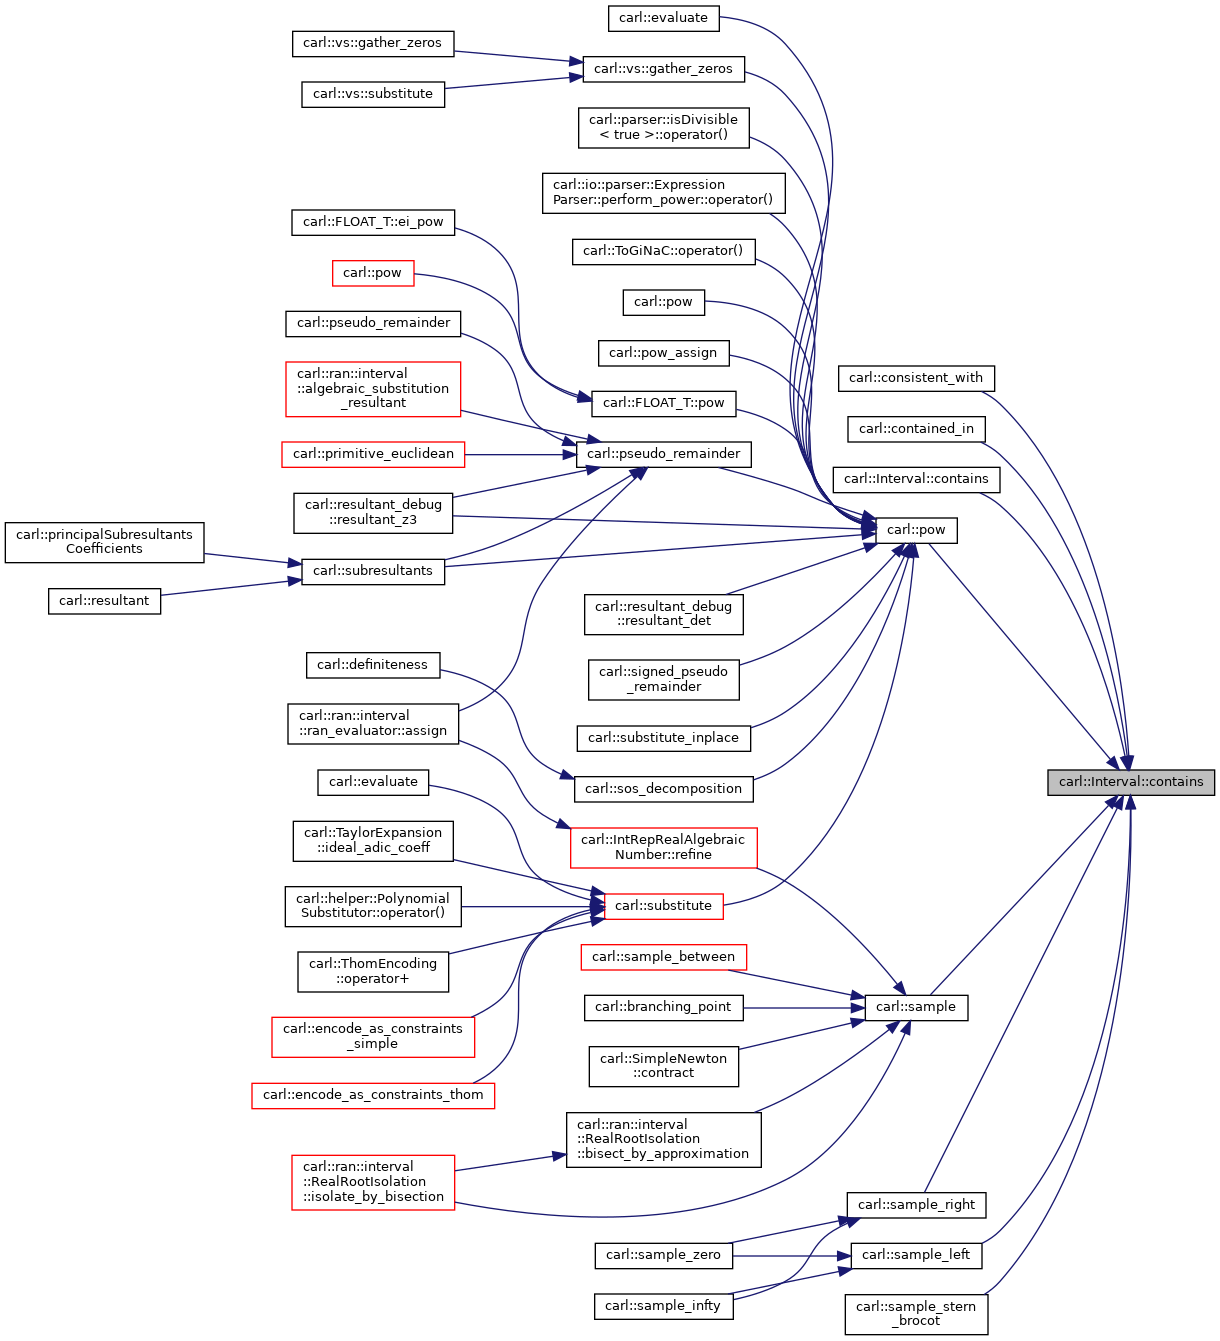 carl::evaluate
carl::vs::gather_zeros
carl::vs::gather_zeros
carl::vs::substitute
carl::parser::isDivisible
< true >::operator()
carl::io::parser::Expression
Parser::perform_power::operator()
carl::FLOAT_T::ei_pow
carl::ToGiNaC::operator()
carl::pow
carl::pow
carl::pseudo_remainder
carl::pow_assign
carl::ran::interval
::algebraic_substitution
_resultant
carl::consistent_with
carl::FLOAT_T::pow
carl::contained_in
carl::primitive_euclidean
carl::pseudo_remainder
carl::Interval::contains
carl::resultant_debug
::resultant_z3
carl::principalSubresultants
Coefficients
carl::pow
carl::subresultants
carl::resultant
carl::resultant_debug
::resultant_det
carl::definiteness
carl::signed_pseudo
_remainder
carl::ran::interval
::ran_evaluator::assign
carl::substitute_inplace
carl::evaluate
carl::sos_decomposition
carl::Interval::contains
carl::TaylorExpansion
::ideal_adic_coeff
carl::IntRepRealAlgebraic
Number::refine
carl::helper::Polynomial
Substitutor::operator()
carl::substitute
carl::ThomEncoding
::operator+
carl::sample_between
carl::branching_point
carl::sample
carl::encode_as_constraints
_simple
carl::SimpleNewton
::contract
carl::encode_as_constraints_thom
carl::ran::interval
::RealRootIsolation
::bisect_by_approximation
carl::ran::interval
::RealRootIsolation
::isolate_by_bisection
carl::sample_right
carl::sample_zero
carl::sample_left
carl::sample_infty
carl::sample_stern
_brocot